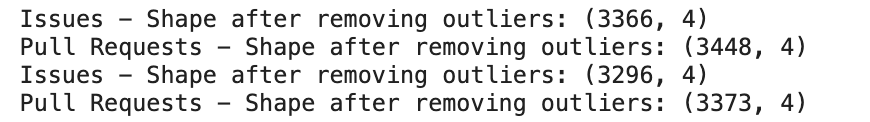 Issues – Shape after removing outliers: (3366, 4)
Pull Requests – Shape after removing outliers: (3448, 4)
Issues – Shape after removing outliers: (3296, 4)
Pull Requests – Shape after removing outliers: (3373, 4)